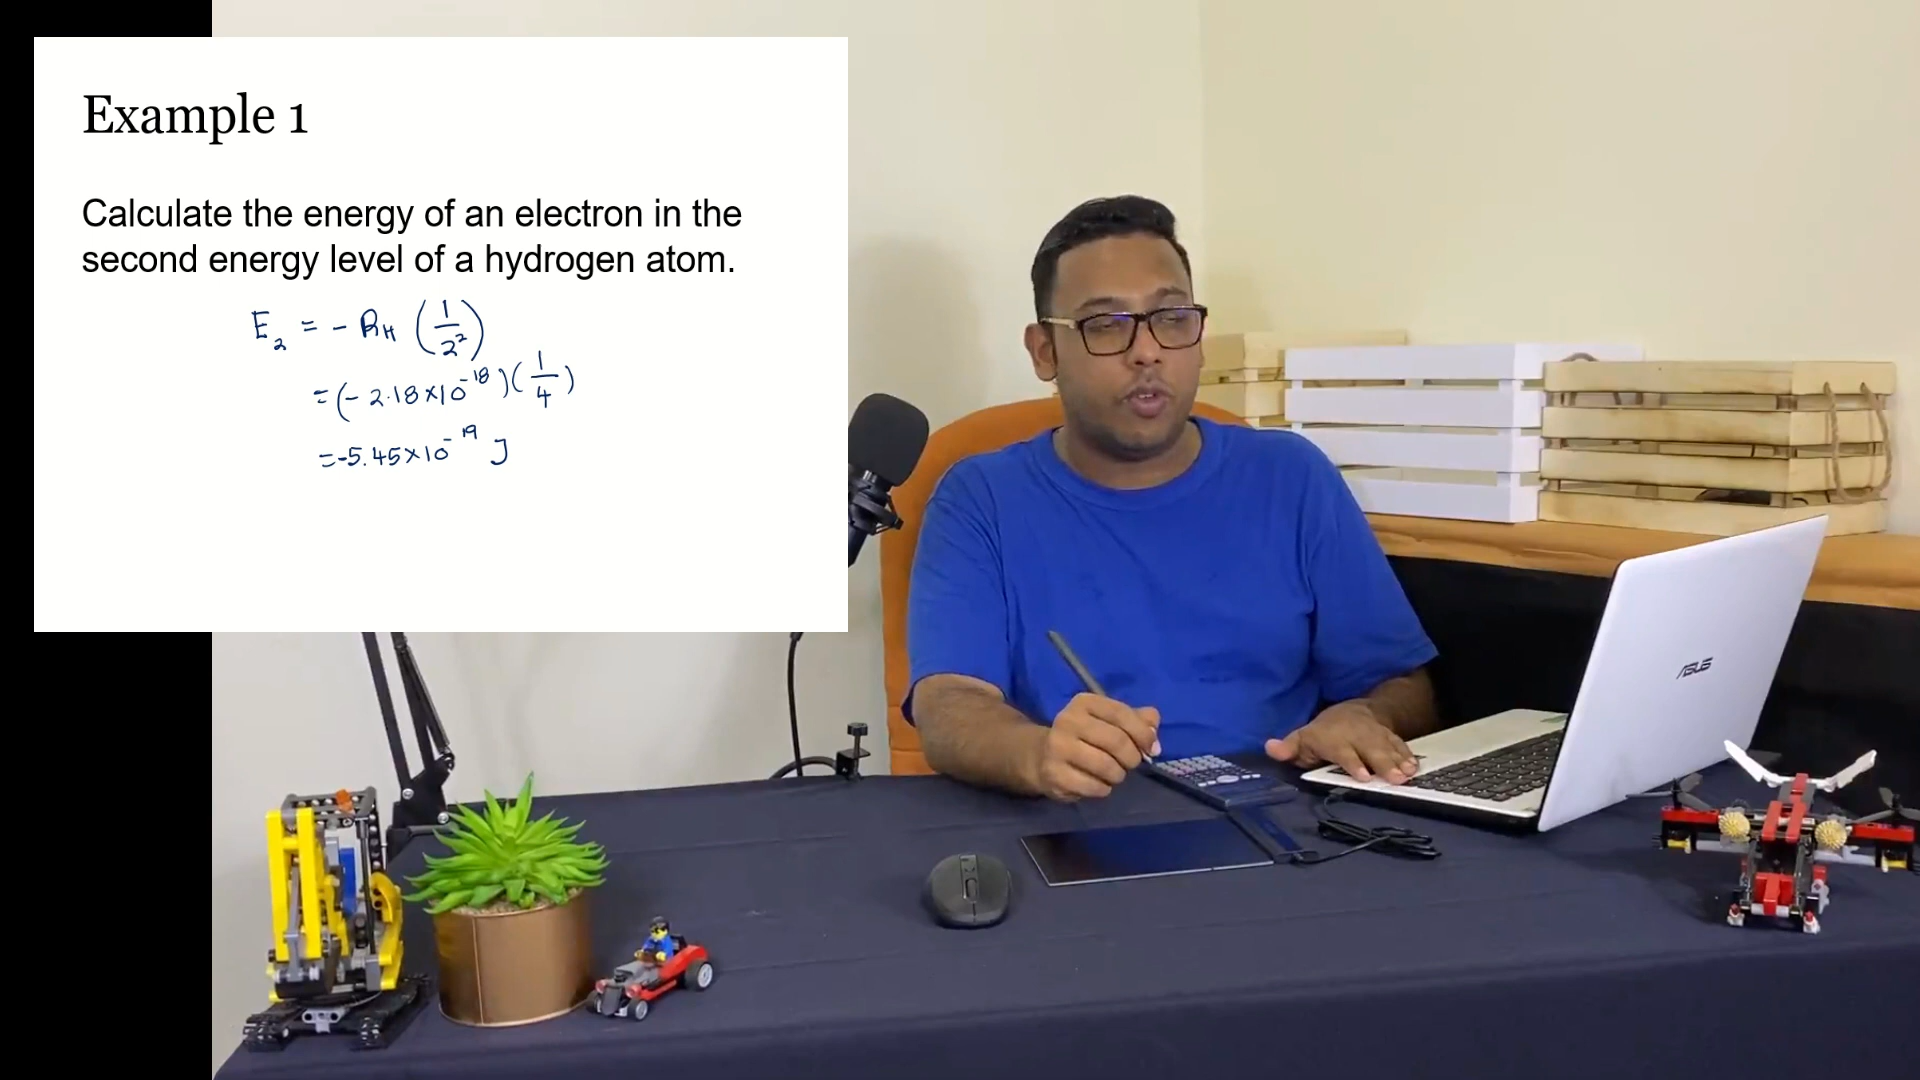 Example 1
Calculate the energy of an electron in the
second energy level of a hydrogen atom.
E₂ = - R_H (1/2²)
= (- 2.18 × 10⁻¹⁸)(1/4)
= -5.45 × 10⁻¹⁹ J
ASUS